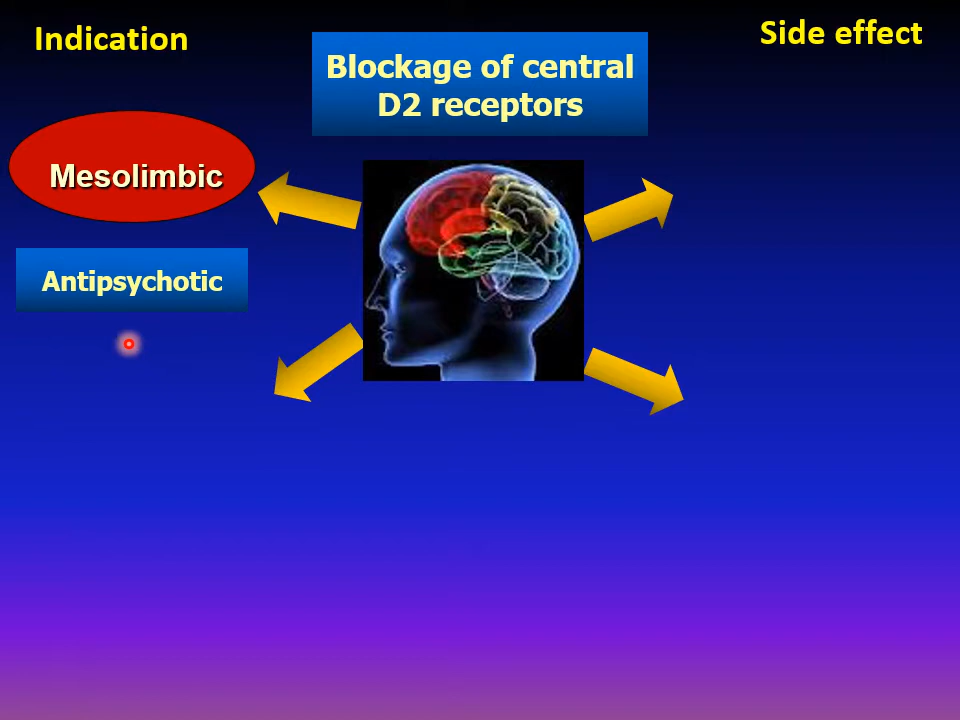 Indication
Side effect
Blockage of central
D2 receptors
Mesolimbic
Antipsychotic